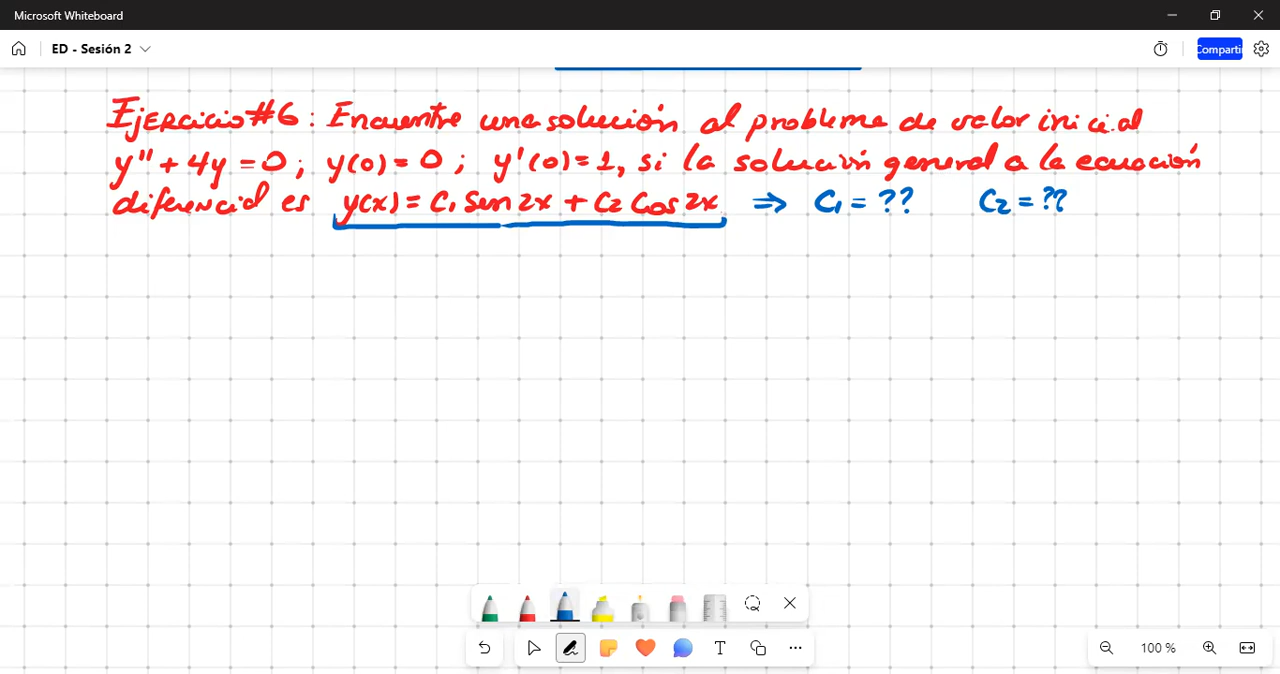 Microsoft Whiteboard
ED - Sesión 2
Compartir
Ejercicio #6: Encuentre una solución al problema de valor inicial
y'' + 4y = 0; y(0) = 0; y'(0) = 1, si la solución general a la ecuación
diferencial es y(x) = C1 Sen 2x + C2 Cos 2x ⇒ C1 = ?? C2 = ??
T
100 %